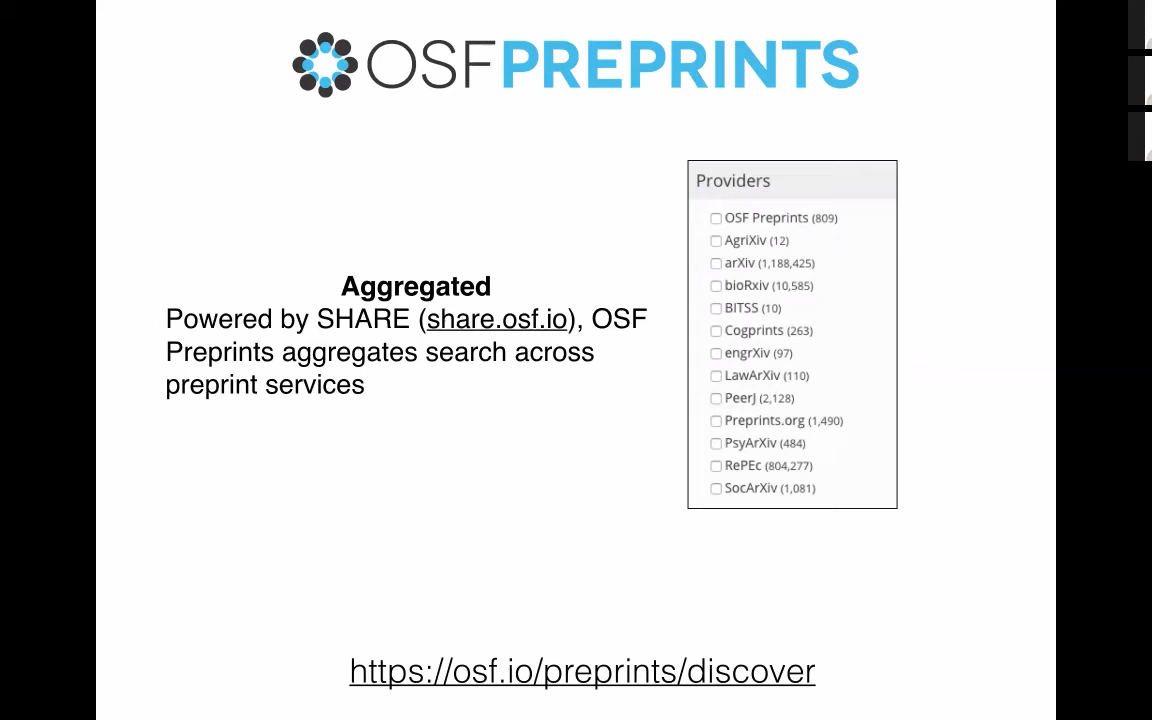 OSFPREPRINTS
Providers
OSF Preprints (809)
AgriXiv (12)
arXiv (1,188,425)
bioRxiv (10,585)
BITSS (10)
Cogprints (263)
engrXiv (97)
LawArXiv (110)
PeerJ (2,128)
Preprints.org (1,490)
PsyArXiv (484)
RePEc (804,277)
SocArXiv (1,081)
Aggregated
Powered by SHARE (share.osf.io), OSF
Preprints aggregates search across
preprint services
https://osf.io/preprints/discover